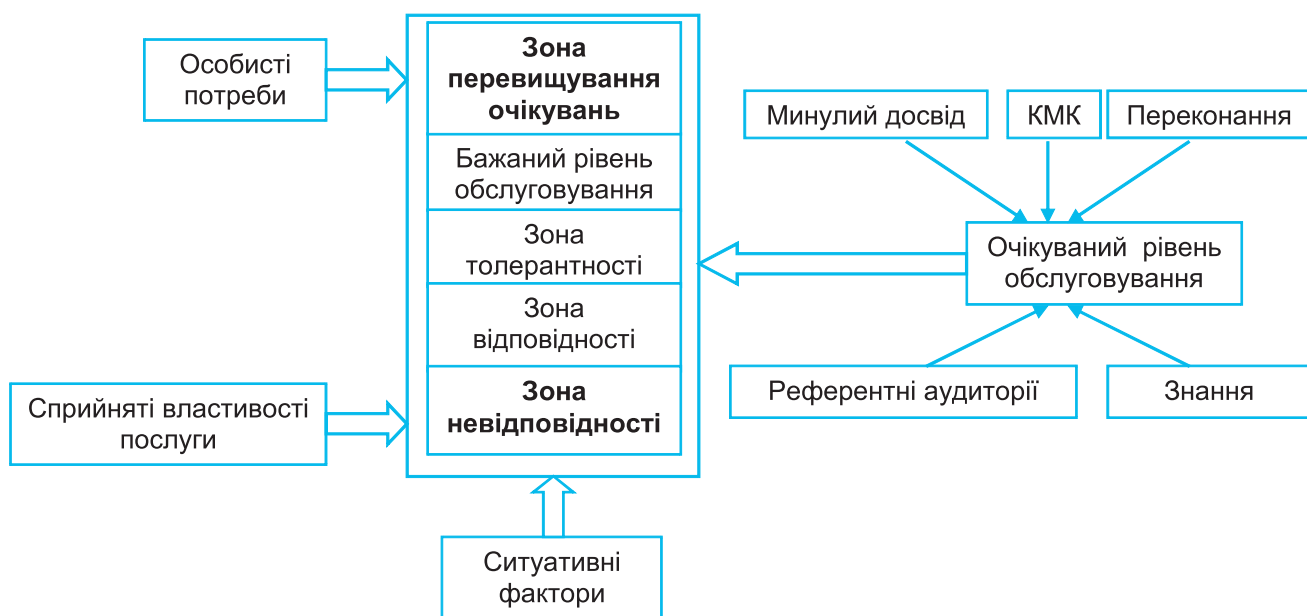 Особисті
потреби
Зона
перевищування
очікувань
Бажаний рівень
обслуговування
Зона
толерантності
Зона
відповідності
Зона
невідповідності
Сприйняті властивості
послуги
Ситуативні
фактори
Минулий досвід
КМК
Переконання
Очікуваний рівень
обслуговування
Референтні аудиторії
Знання